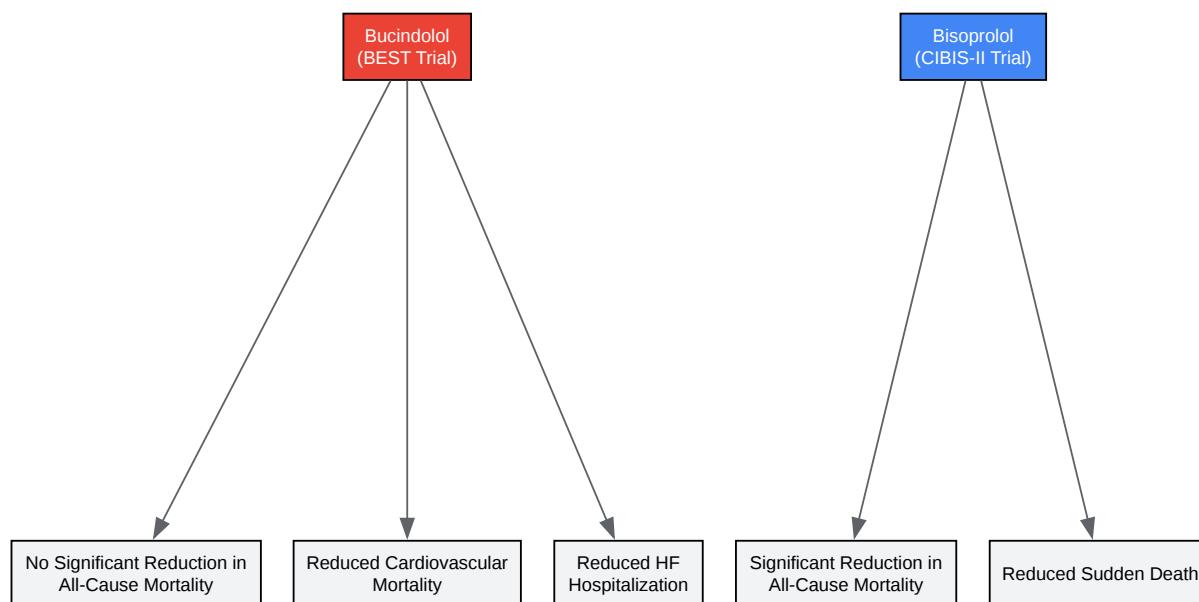 Bucindolol
(BEST Trial)
Bisoprolol
(CIBIS-II Trial)
No Significant Reduction in
All-Cause Mortality
Reduced Cardiovascular
Mortality
Reduced HF
Hospitalization
Significant Reduction in
All-Cause Mortality
Reduced Sudden Death